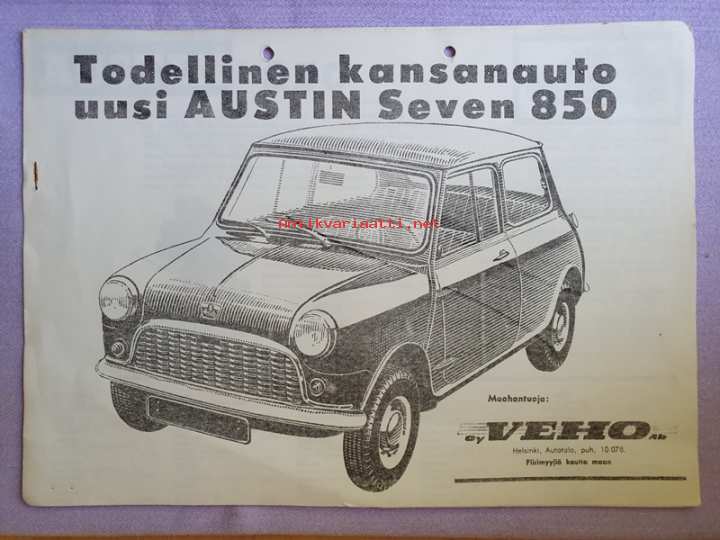 Todellinen kansanauto
uusi AUSTIN Seven 850
Antikvariaatti.net
Maahantuoja:
Oy VEHO Ab
Helsinki, Autotalo, puh. 10 070.
Piirimyyjiä kautta maan